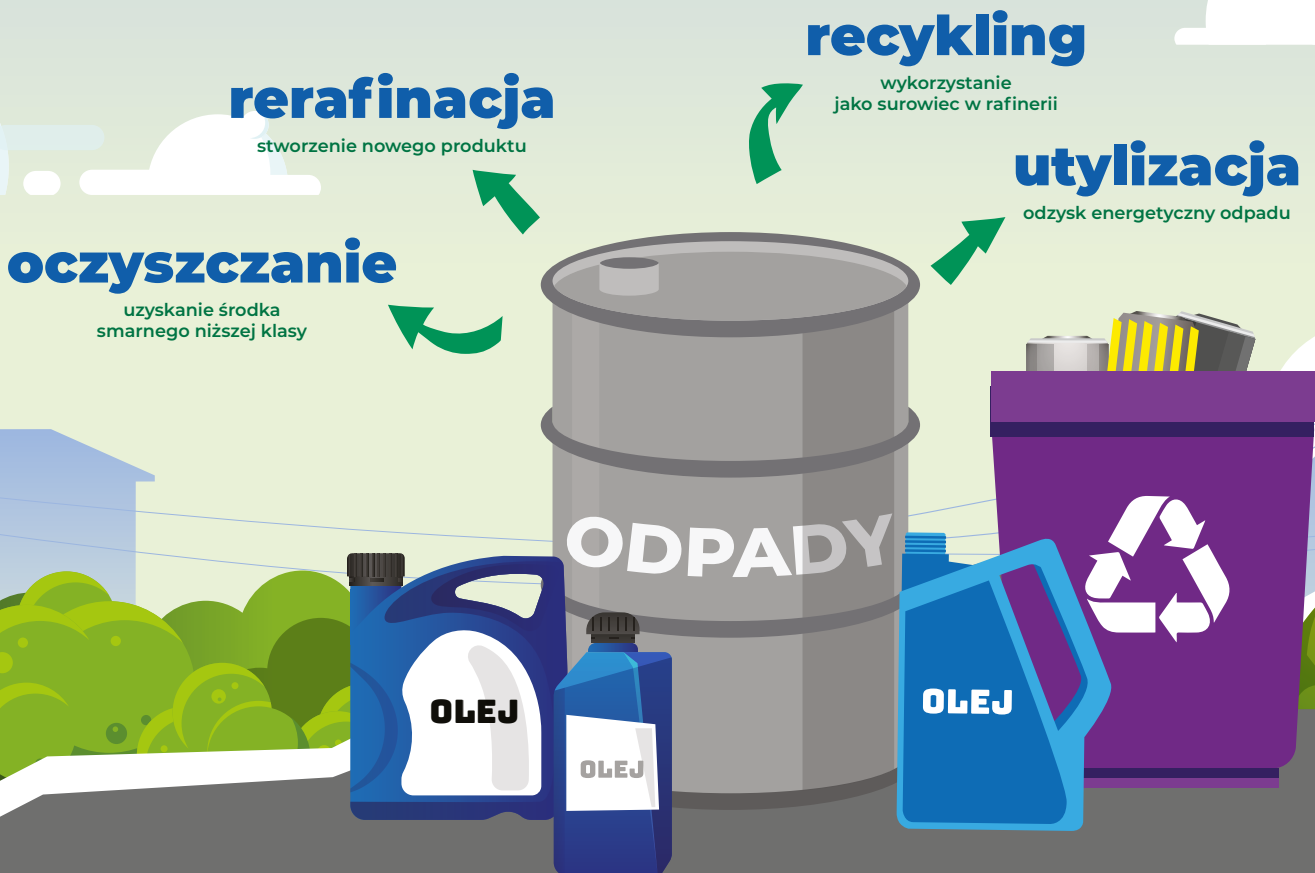 recykling
wykorzystanie
jako surowiec w rafinerii
rerafinacja
stworzenie nowego produktu
utylizacja
odzysk energetyczny odpadu
oczyszczanie
uzyskanie środka
smarnego niższej klasy
ODPADY
OLEJ
OLEJ
OLEJ